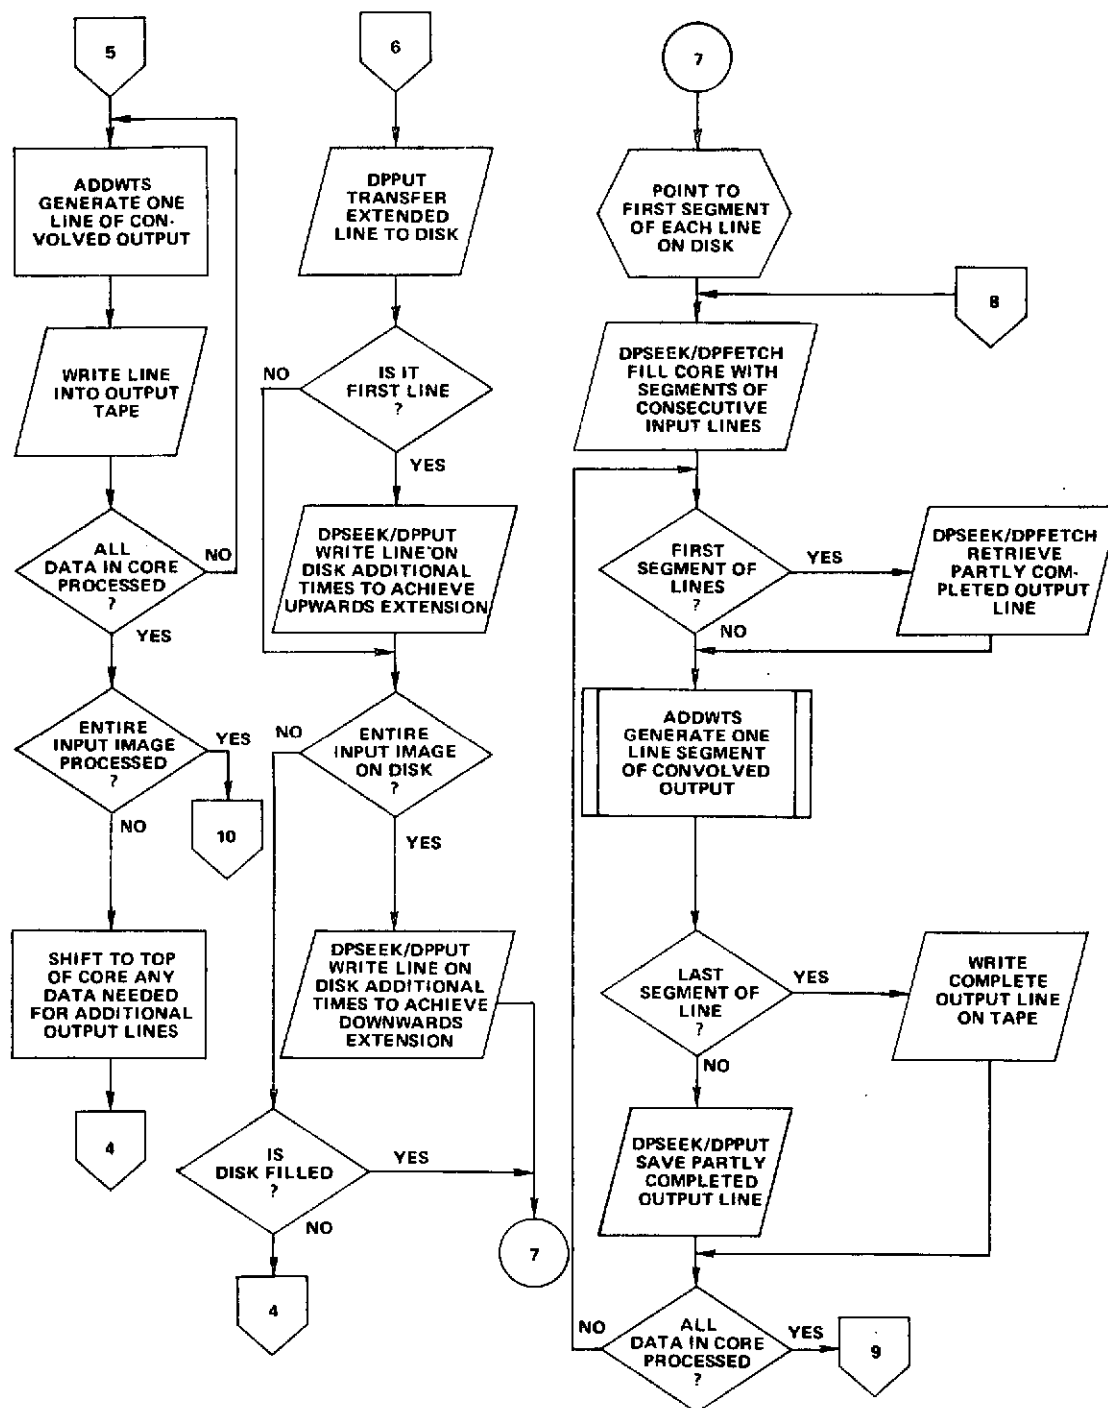 5
ADDWTS
GENERATE ONE
LINE OF CON-
VOLVED OUTPUT
WRITE LINE
INTO OUTPUT
TAPE
ALL
DATA IN CORE
PROCESSED
?
NO
YES
ENTIRE
INPUT IMAGE
PROCESSED
?
YES
10
NO
SHIFT TO TOP
OF CORE ANY
DATA NEEDED
FOR ADDITIONAL
OUTPUT LINES
4
6
DPPUT
TRANSFER
EXTENDED
LINE TO DISK
NO
IS IT
FIRST LINE
?
YES
DPSEEK/DPPUT
WRITE LINE ON
DISK ADDITIONAL
TIMES TO ACHIEVE
UPWARDS EXTENSION
NO
ENTIRE
INPUT IMAGE
ON DISK
?
YES
DPSEEK/DPPUT
WRITE LINE ON
DISK ADDITIONAL
TIMES TO ACHIEVE
DOWNWARDS
EXTENSION
IS
DISK FILLED
?
YES
NO
7
4
7
POINT TO
FIRST SEGMENT
OF EACH LINE
ON DISK
8
DPSEEK/DPFETCH
FILL CORE WITH
SEGMENTS OF
CONSECUTIVE
INPUT LINES
FIRST
SEGMENT OF
LINES
?
YES
DPSEEK/DPFETCH
RETRIEVE
PARTLY COM-
PLETED OUTPUT
LINE
NO
ADDWTS
GENERATE ONE
LINE SEGMENT
OF CONVOLVED
OUTPUT
LAST
SEGMENT OF
LINE
?
YES
WRITE
COMPLETE
OUTPUT LINE
ON TAPE
NO
DPSEEK/DPPUT
SAVE PARTLY
COMPLETED
OUTPUT LINE
NO
ALL
DATA IN CORE
PROCESSED
?
YES
9